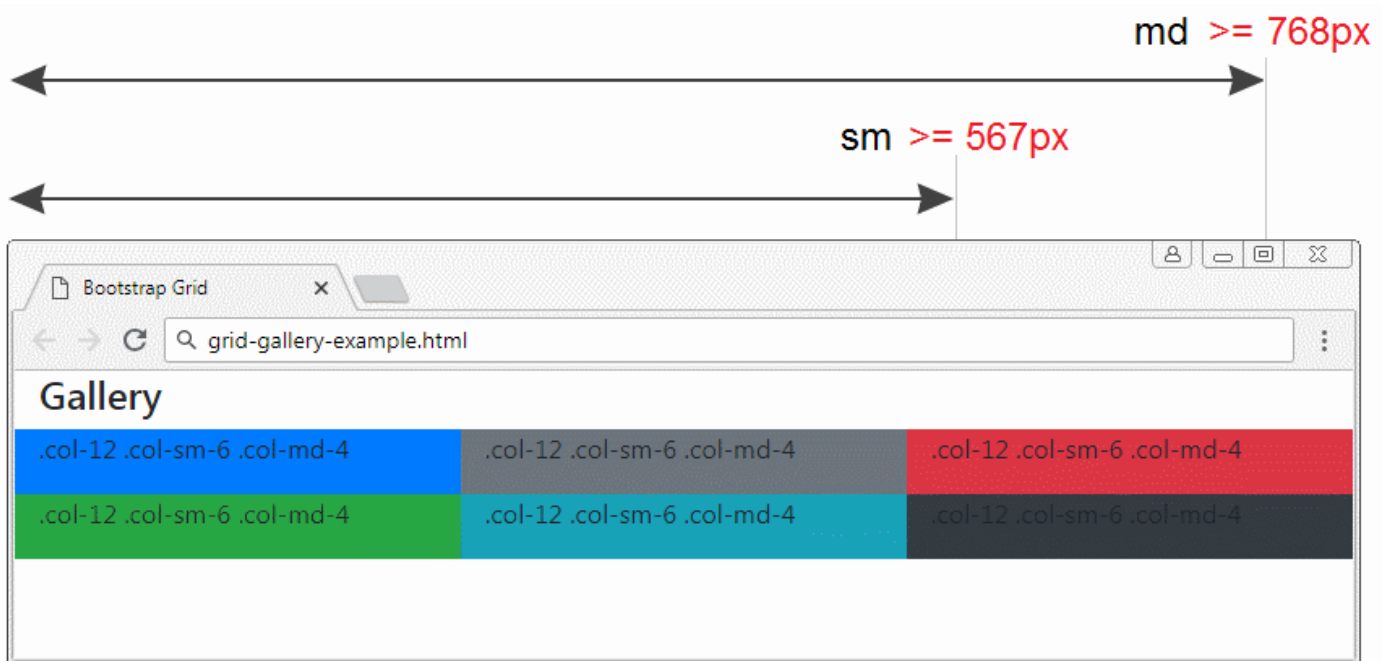 md >= 768px
sm >= 567px
Bootstrap Grid
grid-gallery-example.html
Gallery
.col-12 .col-sm-6 .col-md-4 .col-12 .col-sm-6 .col-md-4 .col-12 .col-sm-6 .col-md-4
.col-12 .col-sm-6 .col-md-4 .col-12 .col-sm-6 .col-md-4 .col-12 .col-sm-6 .col-md-4